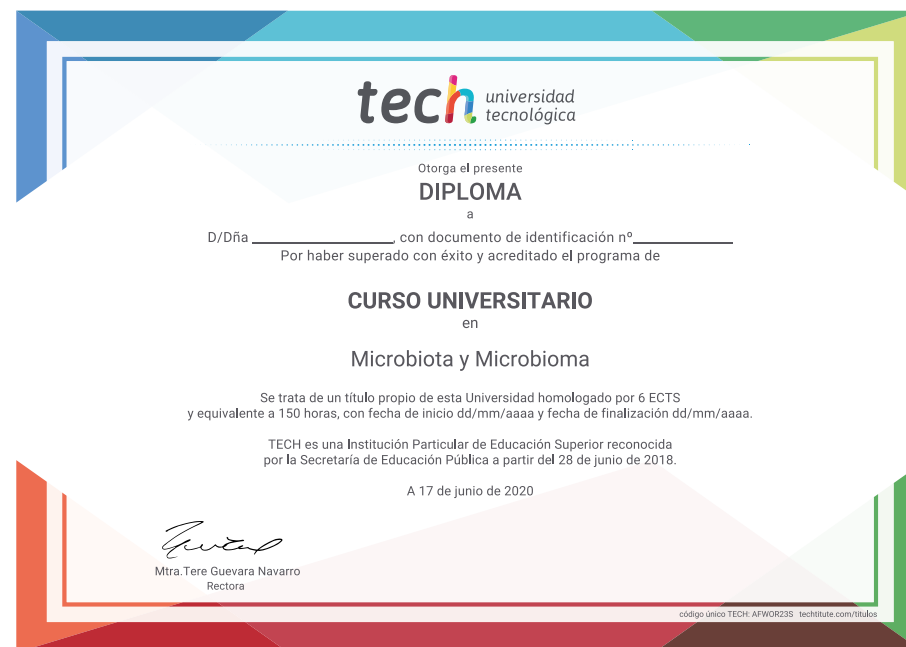 tech universidad
tecnológica
Otorga el presente
DIPLOMA
a
D/Dña ____________________, con documento de identificación nº______________
Por haber superado con éxito y acreditado el programa de
CURSO UNIVERSITARIO
en
Microbiota y Microbioma
Se trata de un título propio de esta Universidad homologado por 6 ECTS
y equivalente a 150 horas, con fecha de inicio dd/mm/aaaa y fecha de finalización dd/mm/aaaa.
TECH es una Institución Particular de Educación Superior reconocida
por la Secretaría de Educación Pública a partir del 28 de junio de 2018.
A 17 de junio de 2020
Mtra.Tere Guevara Navarro
Rectora
código único TECH: AFWOR23S techtitute.com/titulos